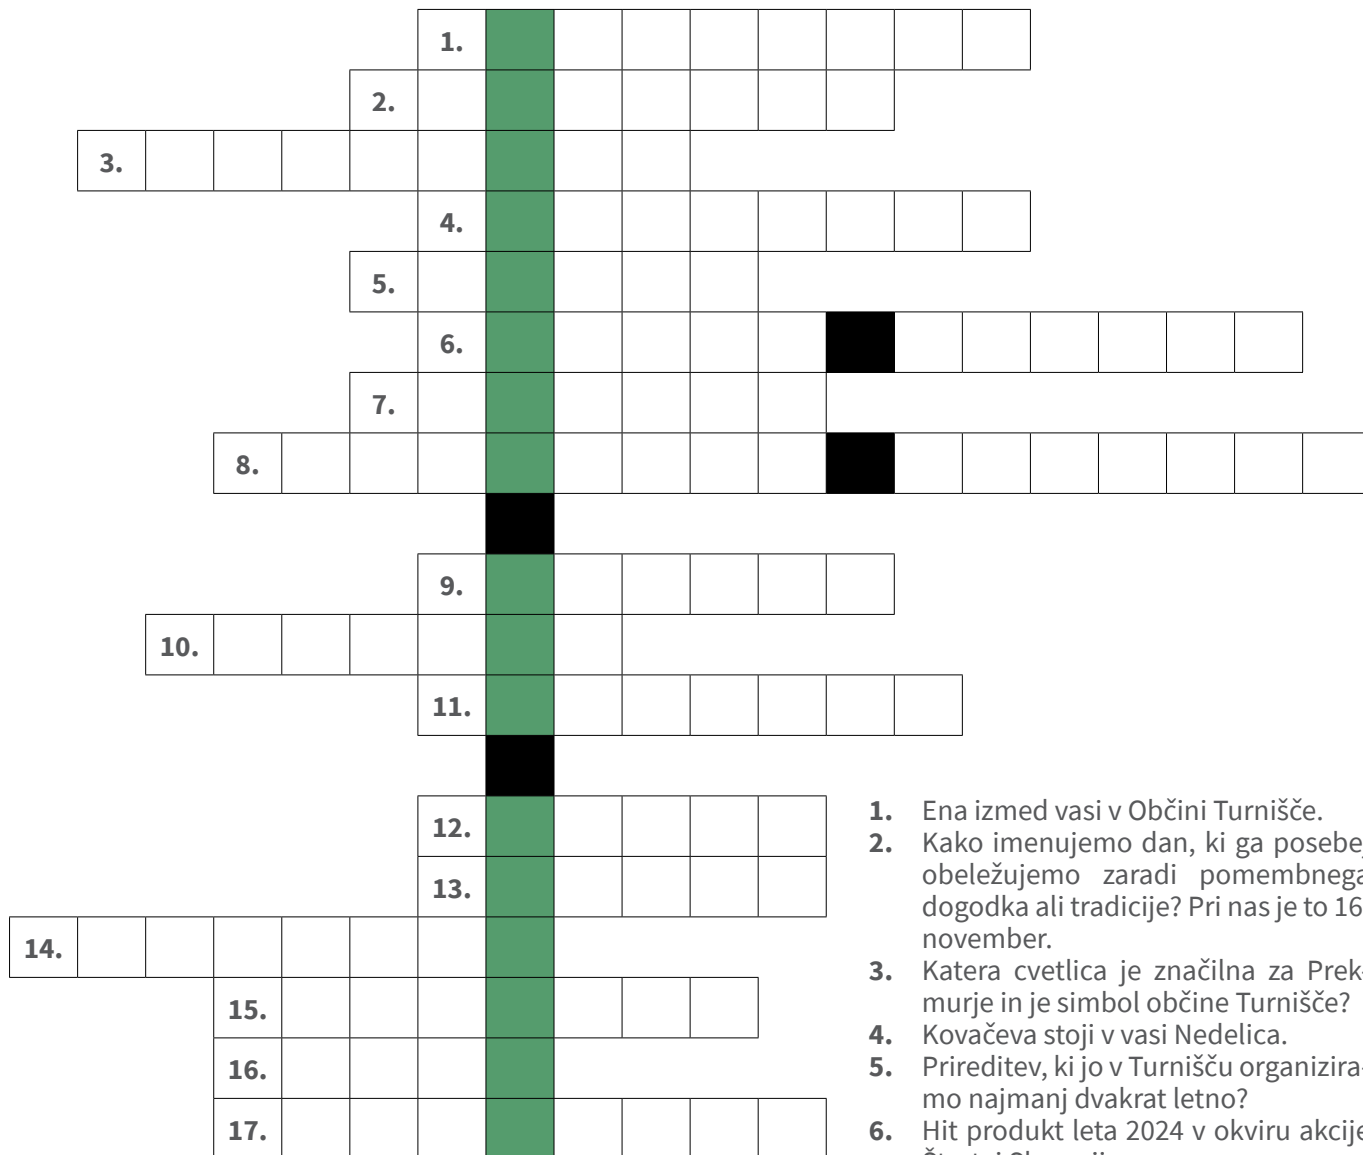 1.
2.
3.
4.
5.
6.
7.
8.
9.
10.
11.
12.
13.
14.
15.
16.
17.
1. Ena izmed vasi v Občini Turnišče.
2. Kako imenujemo dan, ki ga posebej
obeležujemo zaradi pomembnega
dogodka ali tradicije? Pri nas je to 16
november.
3. Katera cvetlica je značilna za Prek-
murje in je simbol občine Turnišče?
4. Kovačeva stoji v vasi Nedelica.
5. Prireditev, ki jo v Turnišču organizira-
mo najmanj dvakrat letno?
6. Hit produkt leta 2024 v okviru akcije